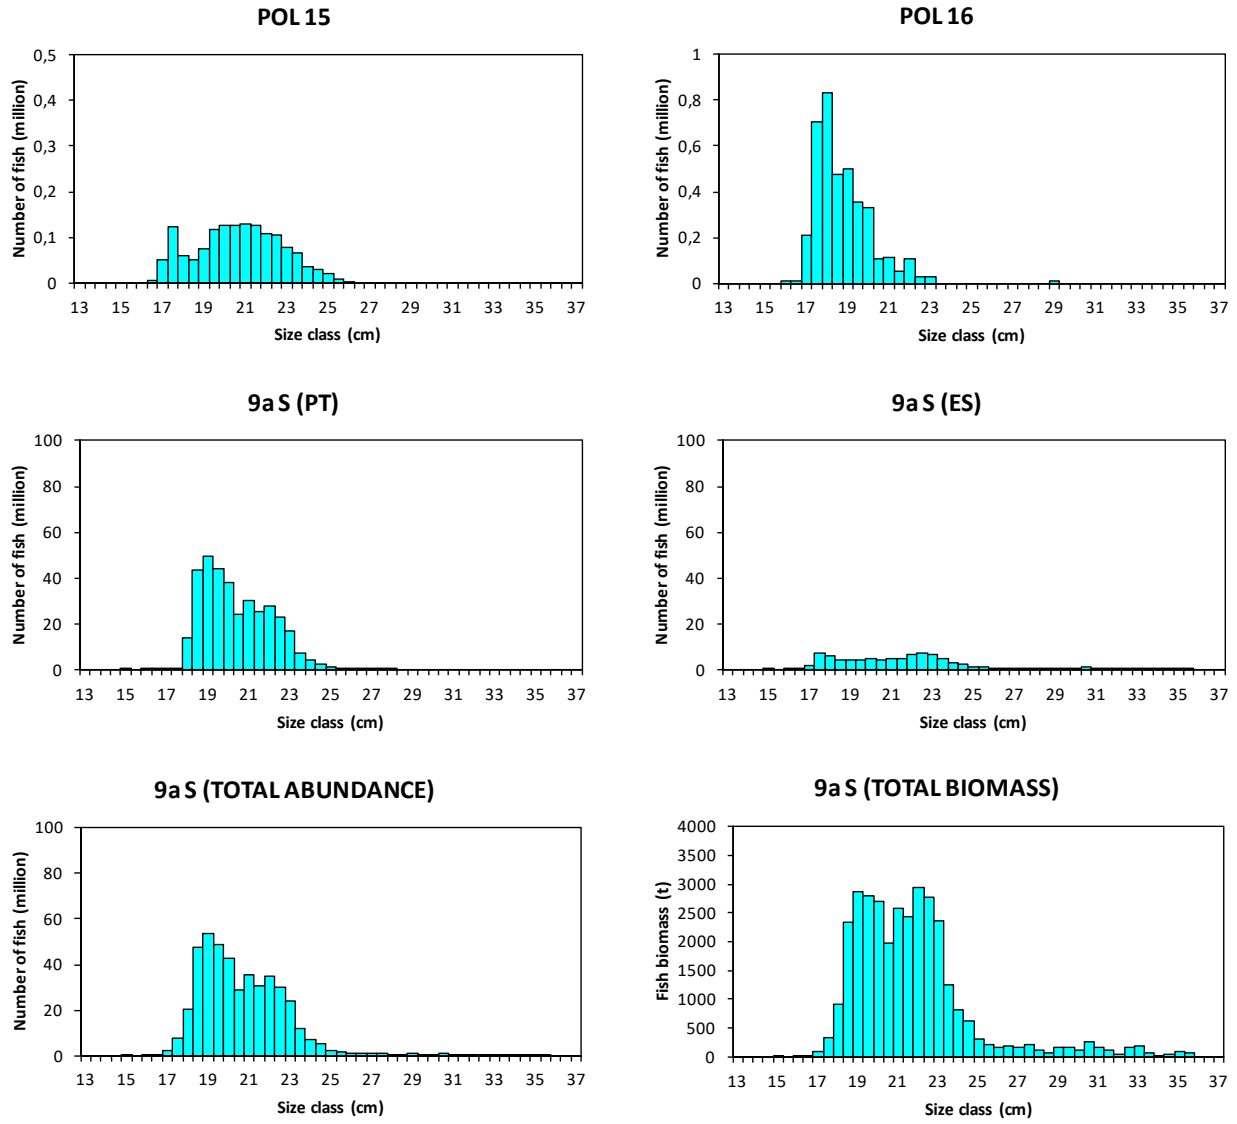 POL 15
Number of fish (million)
0,5
0,4
0,3
0,2
0,1
0
13 15 17 19 21 23 25 27 29 31 33 35 37
Size class (cm)
POL 16
Number of fish (million)
1
0,8
0,6
0,4
0,2
0
13 15 17 19 21 23 25 27 29 31 33 35 37
Size class (cm)
9a S (PT)
Number of fish (million)
100
80
60
40
20
0
13 15 17 19 21 23 25 27 29 31 33 35 37
Size class (cm)
9a S (ES)
Number of fish (million)
100
80
60
40
20
0
13 15 17 19 21 23 25 27 29 31 33 35 37
Size class (cm)
9a S (TOTAL ABUNDANCE)
Number of fish (million)
100
80
60
40
20
0
13 15 17 19 21 23 25 27 29 31 33 35 37
Size class (cm)
9a S (TOTAL BIOMASS)
Fish biomass (t)
4000
3500
3000
2500
2000
1500
1000
500
0
13 15 17 19 21 23 25 27 29 31 33 35 37
Size class (cm)